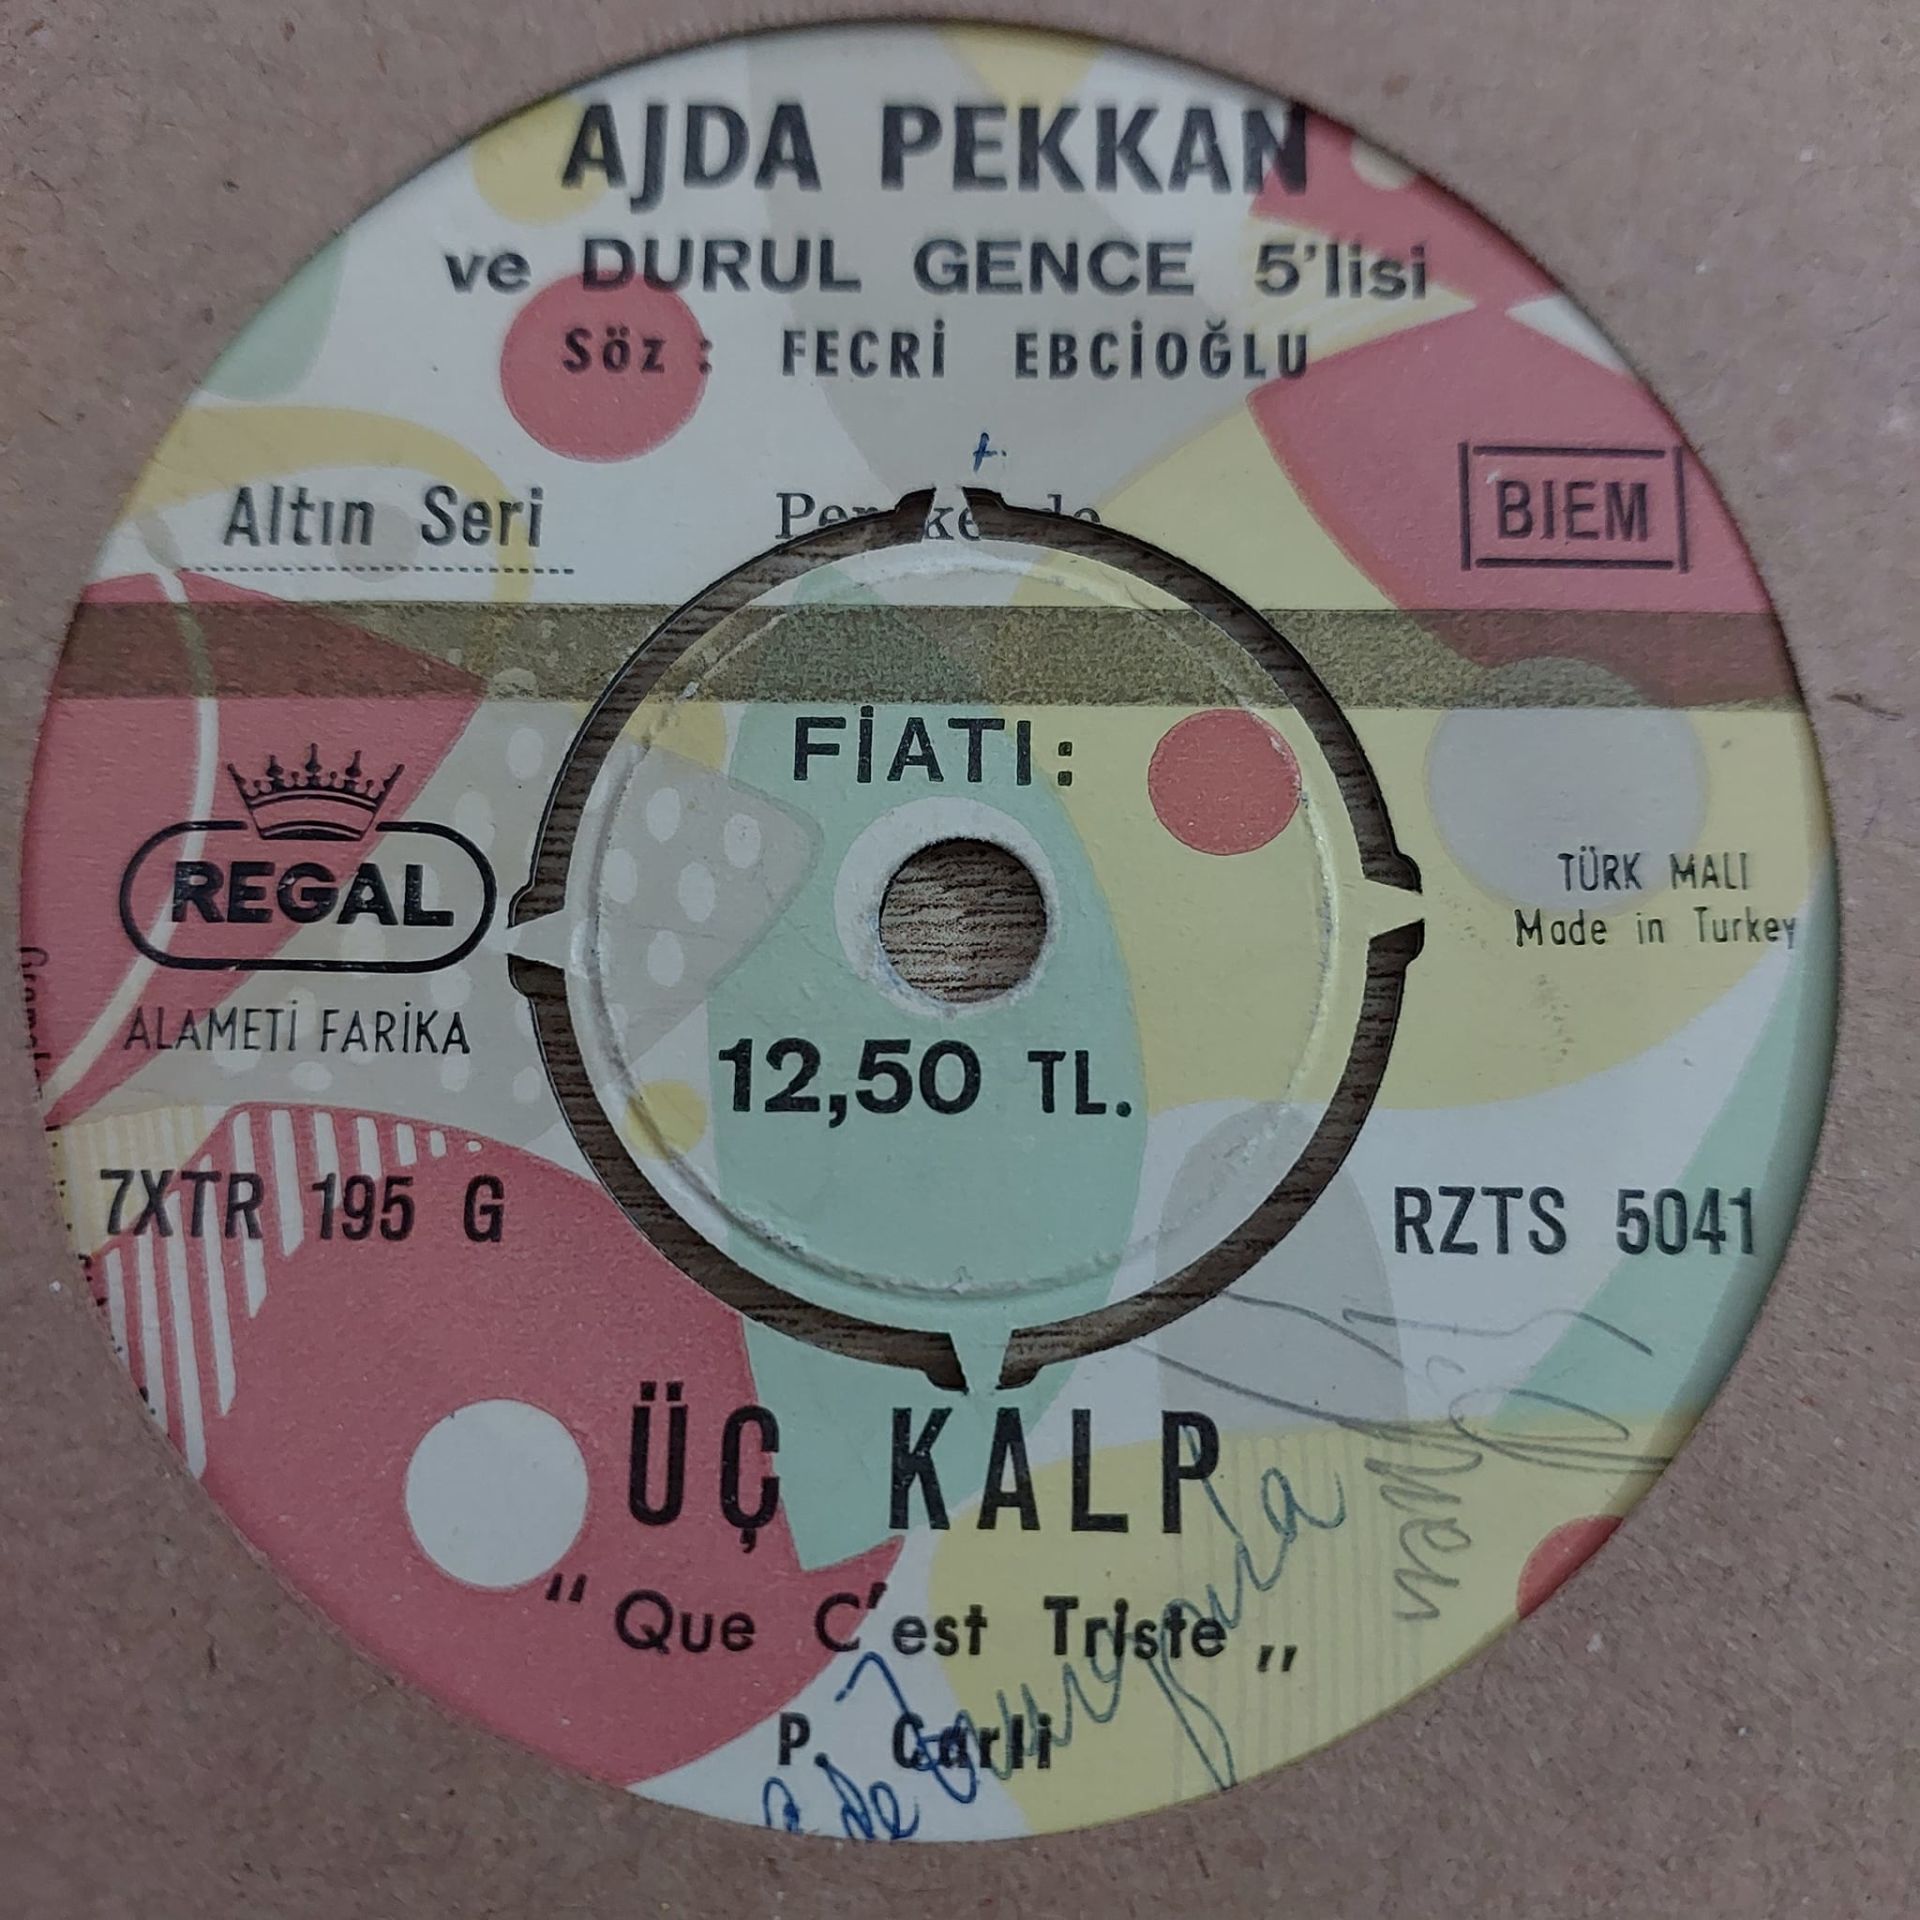 AJDA PEKKAN
ve DURUL GENCE 5'lisi
Söz : FECRİ EBCİOĞLU
Altın Seri
BIEM
FİATI:
REGAL
TÜRK MALI
Made in Turkey
ALAMETİ FARİKA
12,50 TL.
7XTR 195 G
RZTS 5041
ÜÇ KALP
" Que C'est Triste „
P. Carli